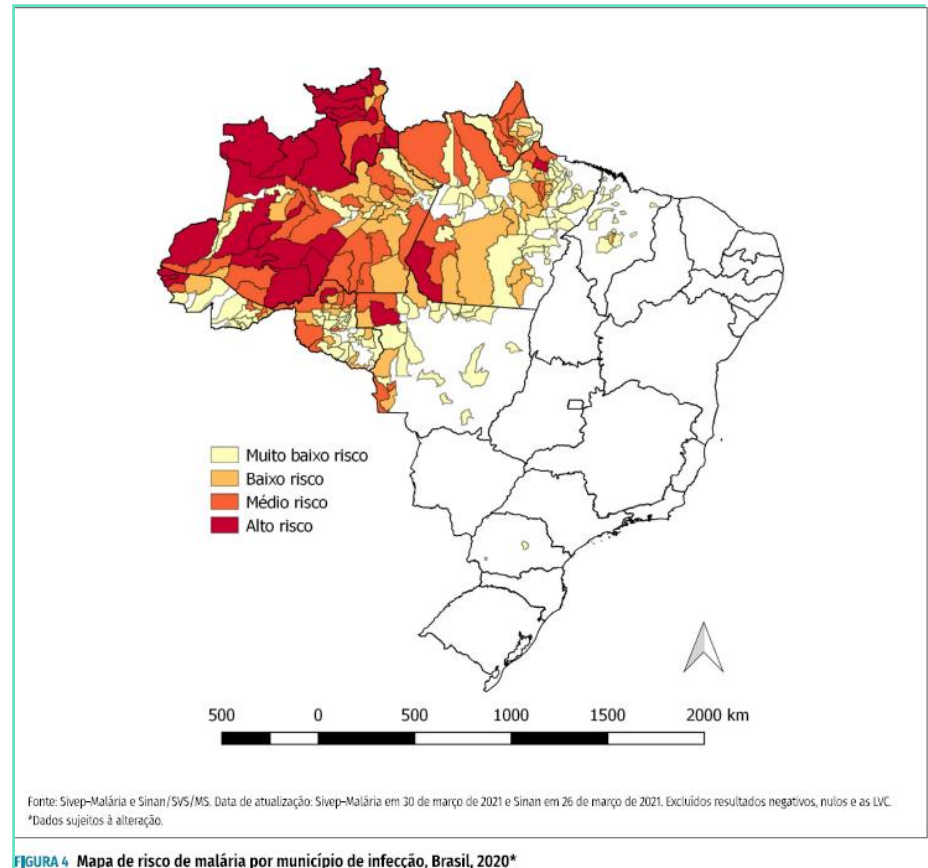 Muito baixo risco
Baixo risco
Médio risco
Alto risco
500 0 500 1000 1500 2000 km
Fonte: Sivep-Malária e Sinan/SVS/MS. Data de atualização: Sivep-Malária em 30 de março de 2021 e Sinan em 26 de março de 2021. Excluídos resultados negativos, nulos e as LVC.
*Dados sujeitos à alteração.
FIGURA 4 Mapa de risco de malária por município de infecção, Brasil, 2020*